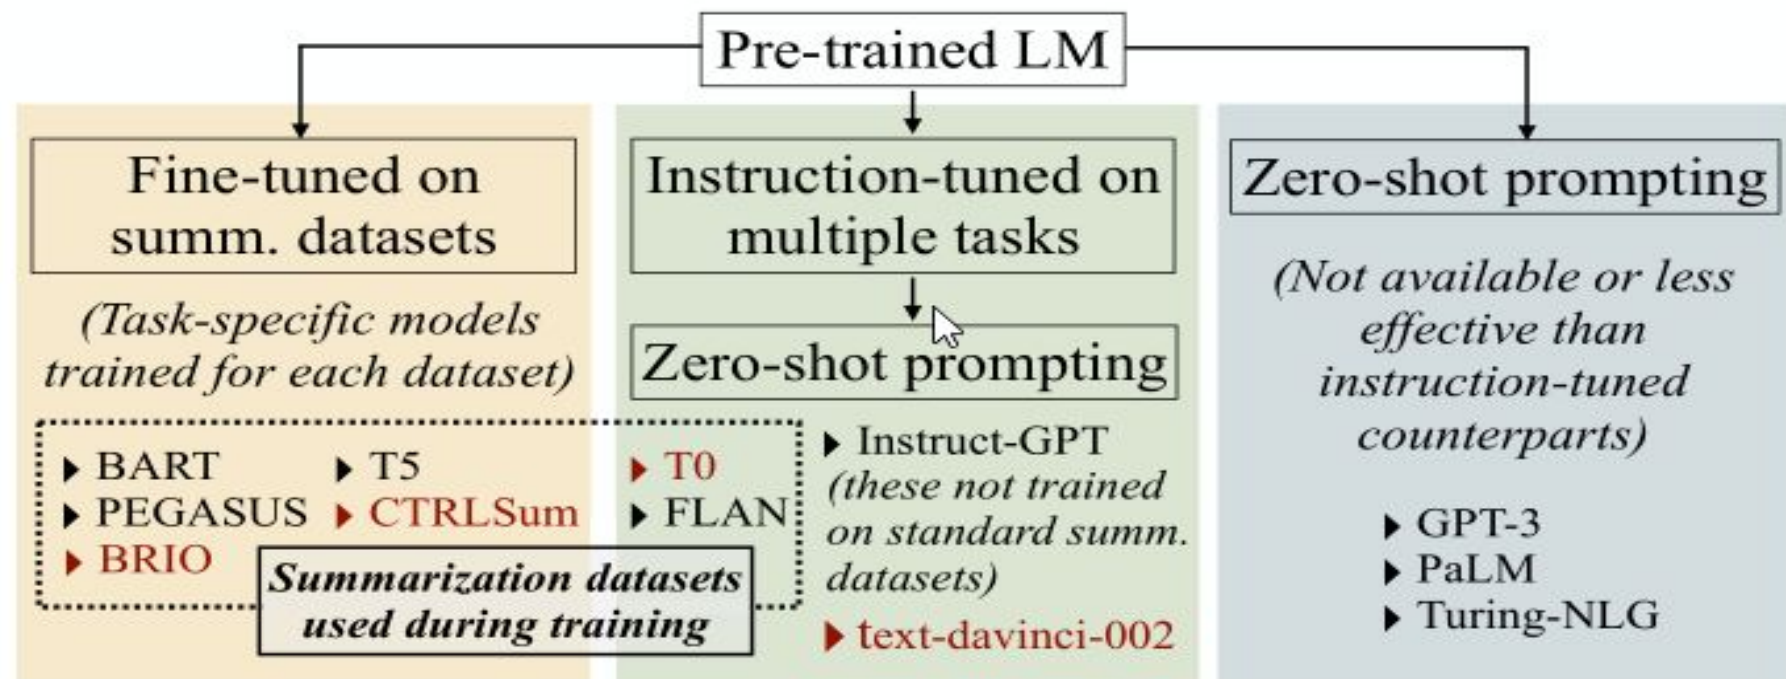 Pre-trained LM
Fine-tuned on
summ. datasets
(Task-specific models
trained for each dataset)
BART
PEGASUS
BRIO
T5
CTRLSum
Instruction-tuned on
multiple tasks
Zero-shot prompting
T0
FLAN
Summarization datasets
used during training
Instruct-GPT
(these not trained
on standard summ.
datasets)
text-davinci-002
Zero-shot prompting
(Not available or less
effective than
instruction-tuned
counterparts)
GPT-3
PaLM
Turing-NLG